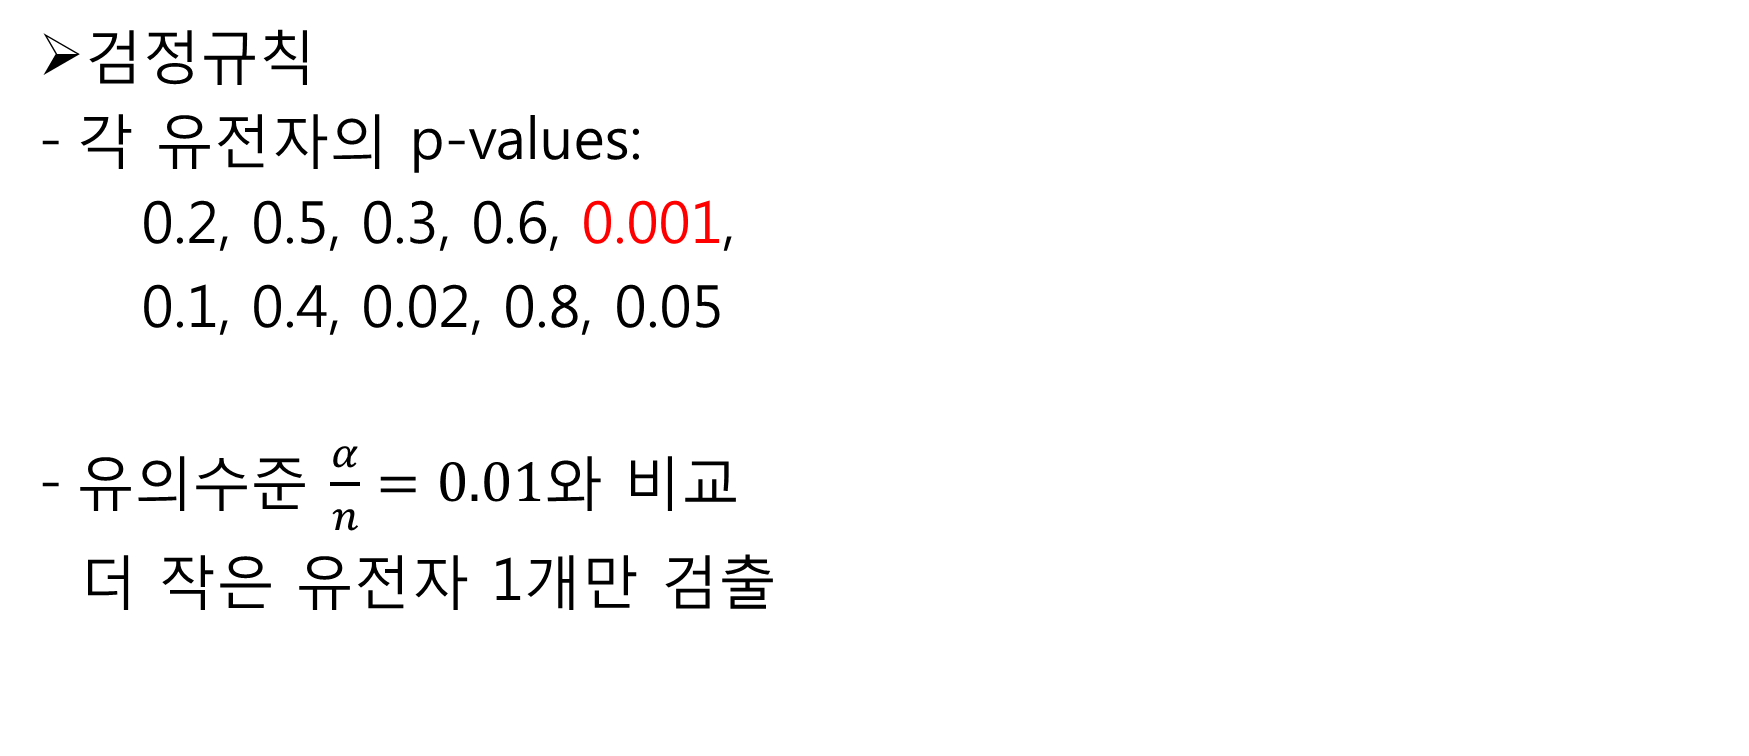 ➢검정규칙
- 각 유전자의 p-values:
0.2, 0.5, 0.3, 0.6, 0.001,
0.1, 0.4, 0.02, 0.8, 0.05
- 유의수준 α/n = 0.01와 비교
더 작은 유전자 1개만 검출